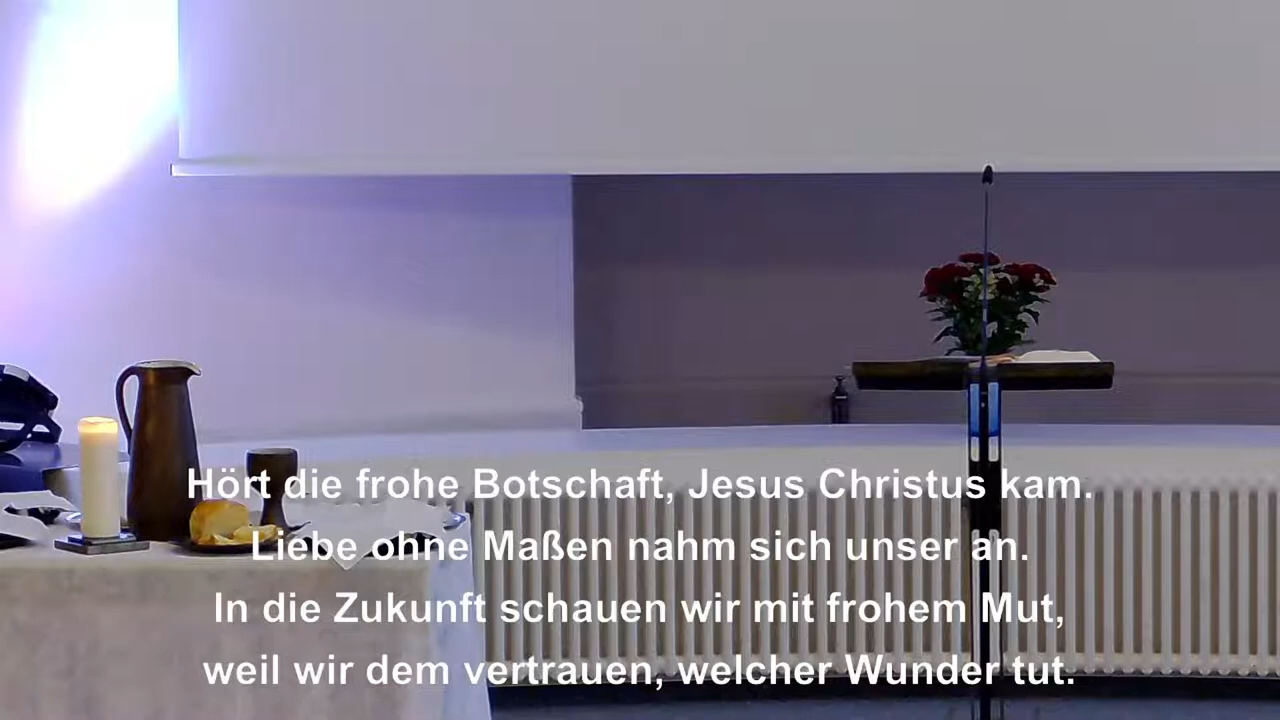 Hört die frohe Botschaft, Jesus Christus kam.
Liebe ohne Maßen nahm sich unser an.
In die Zukunft schauen wir mit frohem Mut,
weil wir dem vertrauen, welcher Wunder tut.